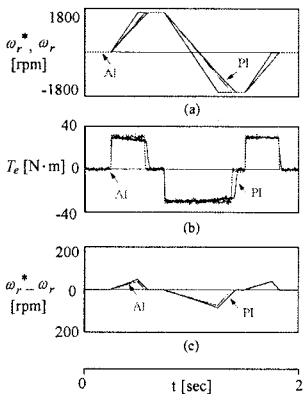 1800
ωr*, ωr
[rpm]
AI
PI
-1800
(a)
40
Te [N·m]
0
AI
PI
-40
(b)
200
ωr*- ωr
[rpm]
0
AI
PI
200
(c)
0
2
t [sec]